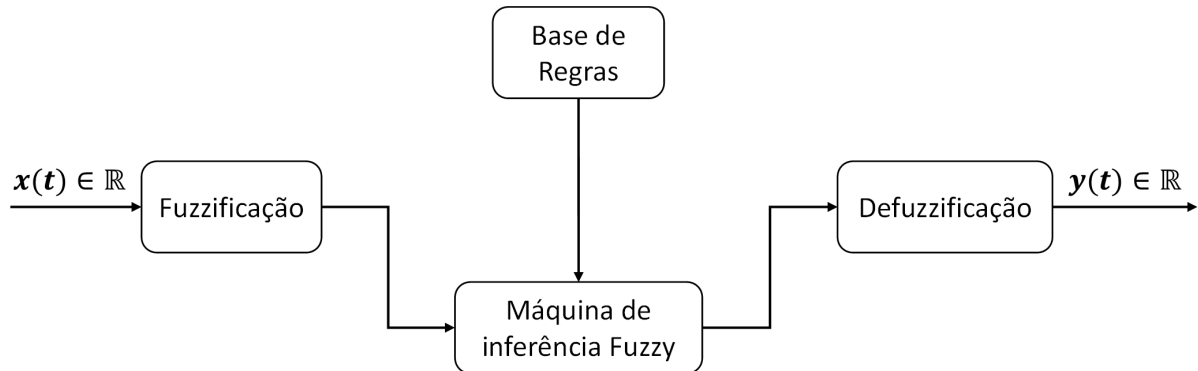 Base de
Regras
x(t) ∈ ℝ
Fuzzificação
Defuzzificação
y(t) ∈ ℝ
Máquina de
inferência Fuzzy